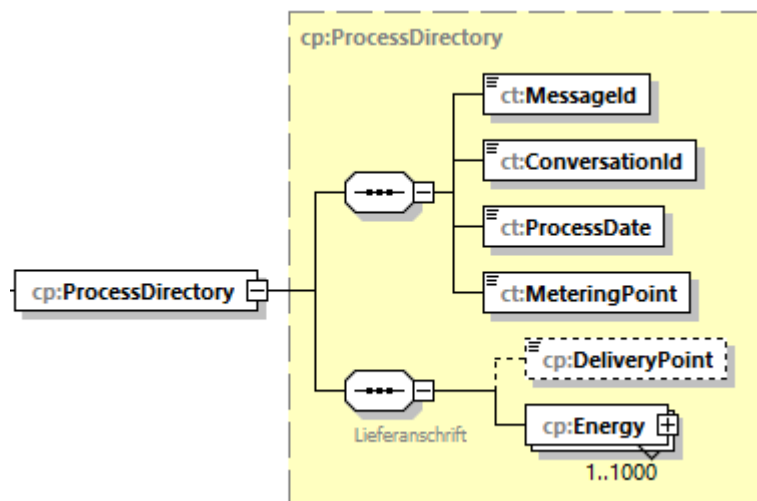 cp:ProcessDirectory
ct:MessageId
ct:ConversationId
ct:ProcessDate
cp:ProcessDirectory
ct:MeteringPoint
cp:DeliveryPoint
Lieferanschrift
cp:Energy
1..1000